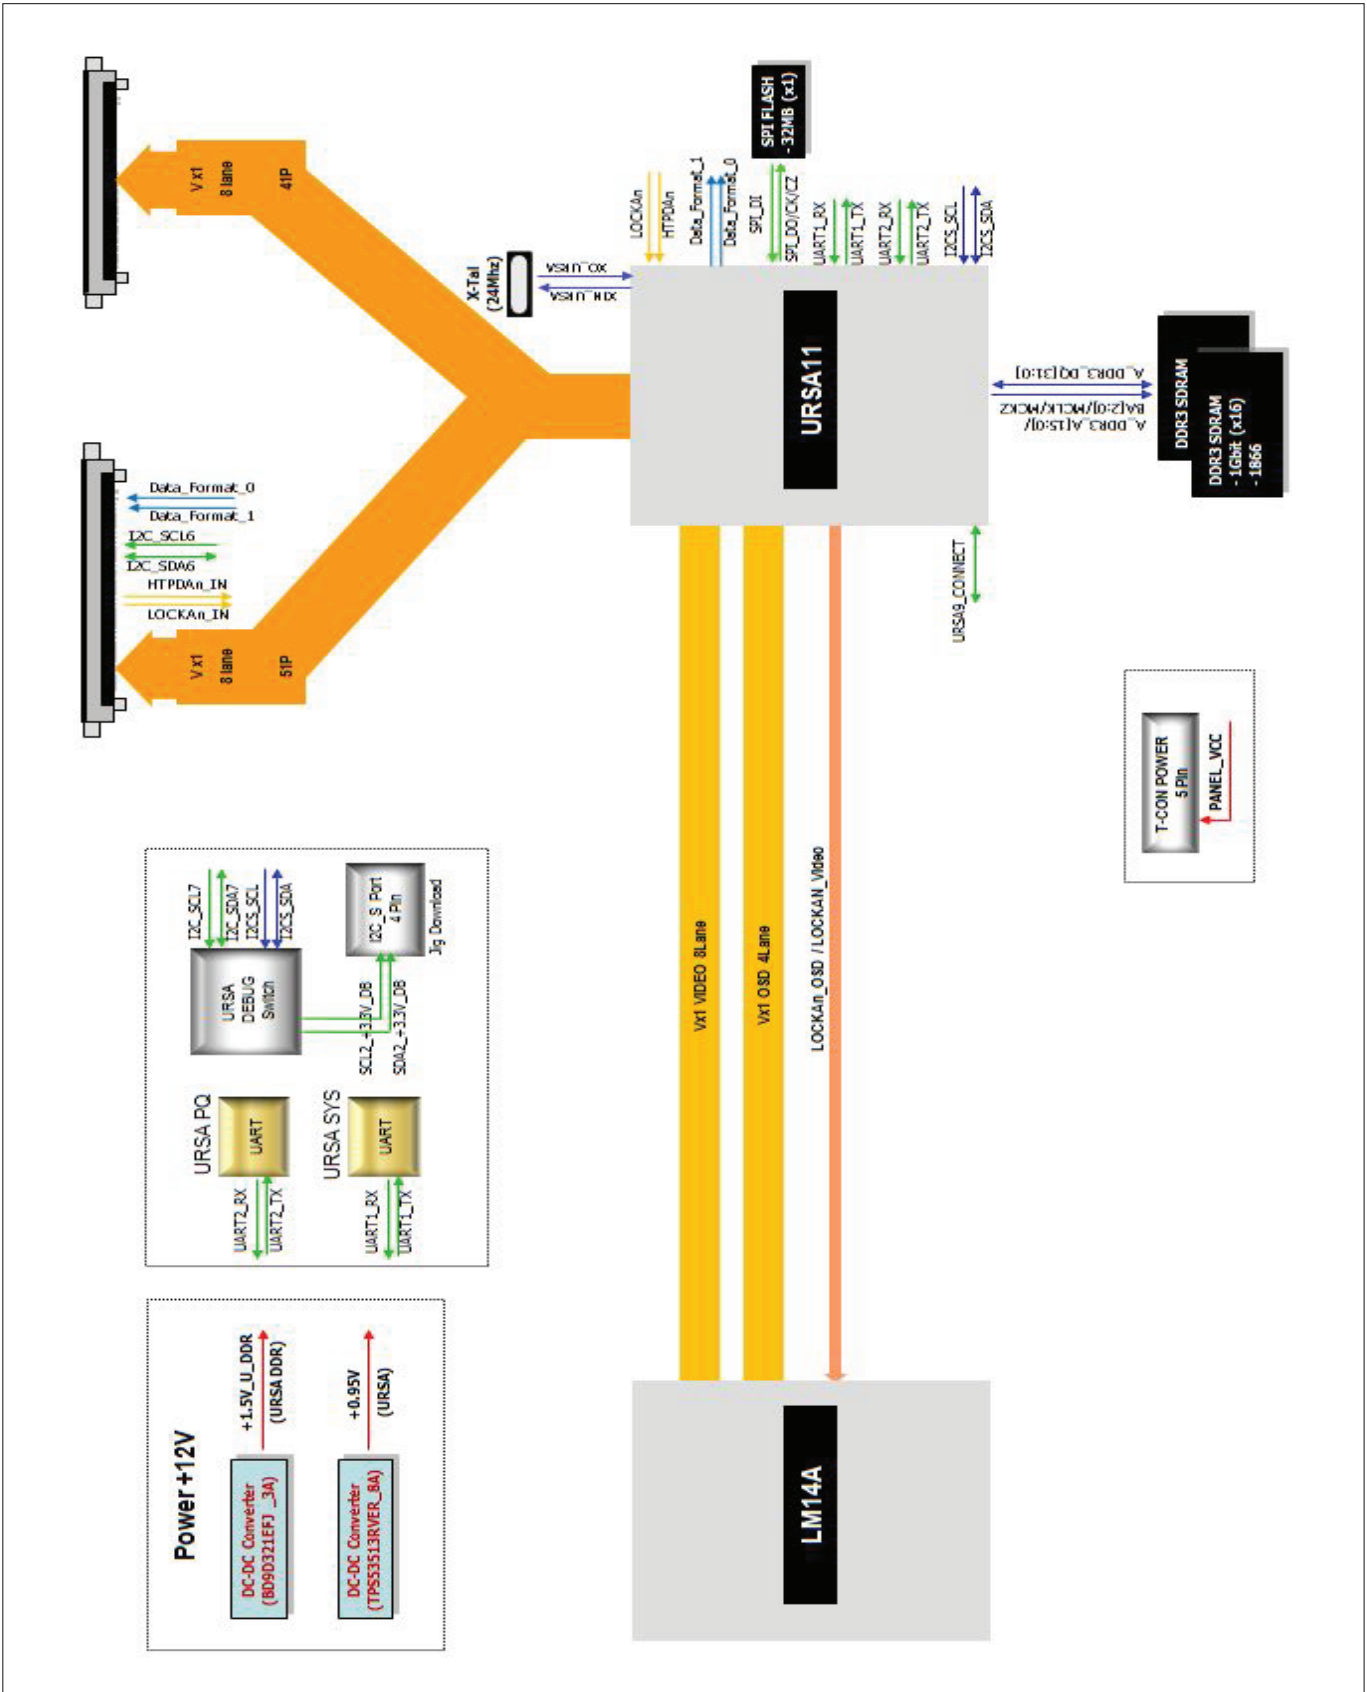 Power +12V
DC-DC Converter
(BD9D321EFJ _3A)
+1.5V_U_DDR
(URSA DDR)
DC-DC Converter
(TPS53513RVER_8A)
+0.95V
(URSA)
URSA PQ
UART
UART2_RX
UART2_TX
URSA SYS
UART
UART1_RX
UART1_TX
URSA
DEBUG
Switch
I2C_SCL7
I2C_SDA7
I2CS_SCL
I2CS_SDA
SCL2_+3.3V_DB
SDA2_+3.3V_DB
I2C_S Port
4 Pin
Jig Download
Data_Format_0
Data_Format_1
I2C_SCL6
I2C_SDA6
HTPDAn_IN
LOCKAn_IN
V x1
8 lane
51P
V x1
8 lane
41P
X-Tal
(24Mhz)
XIN_URSA
XO_URSA
LM14A
Vx1 VIDEO 8Lane
Vx1 OSD 4Lane
LOCKAn_OSD / LOCKAN_Video
URSA11
LOCKAn
HTPDAn
Data_Format_1
Data_Format_0
SPI_DI
SPI_DO/CK/CZ
SPI FLASH
- 32MB (x1)
UART1_RX
UART1_TX
UART2_RX
UART2_TX
I2CS_SCL
I2CS_SDA
URSA9_CONNECT
A_DDR3_A[15:0]/
BA[2:0]/MCLK/MCKZ
A_DDR3_DQ[31:0]
DDR3 SDRAM
DDR3 SDRAM
- 1Gbit (x16)
- 1866
T-CON POWER
5 Pin
PANEL_VCC